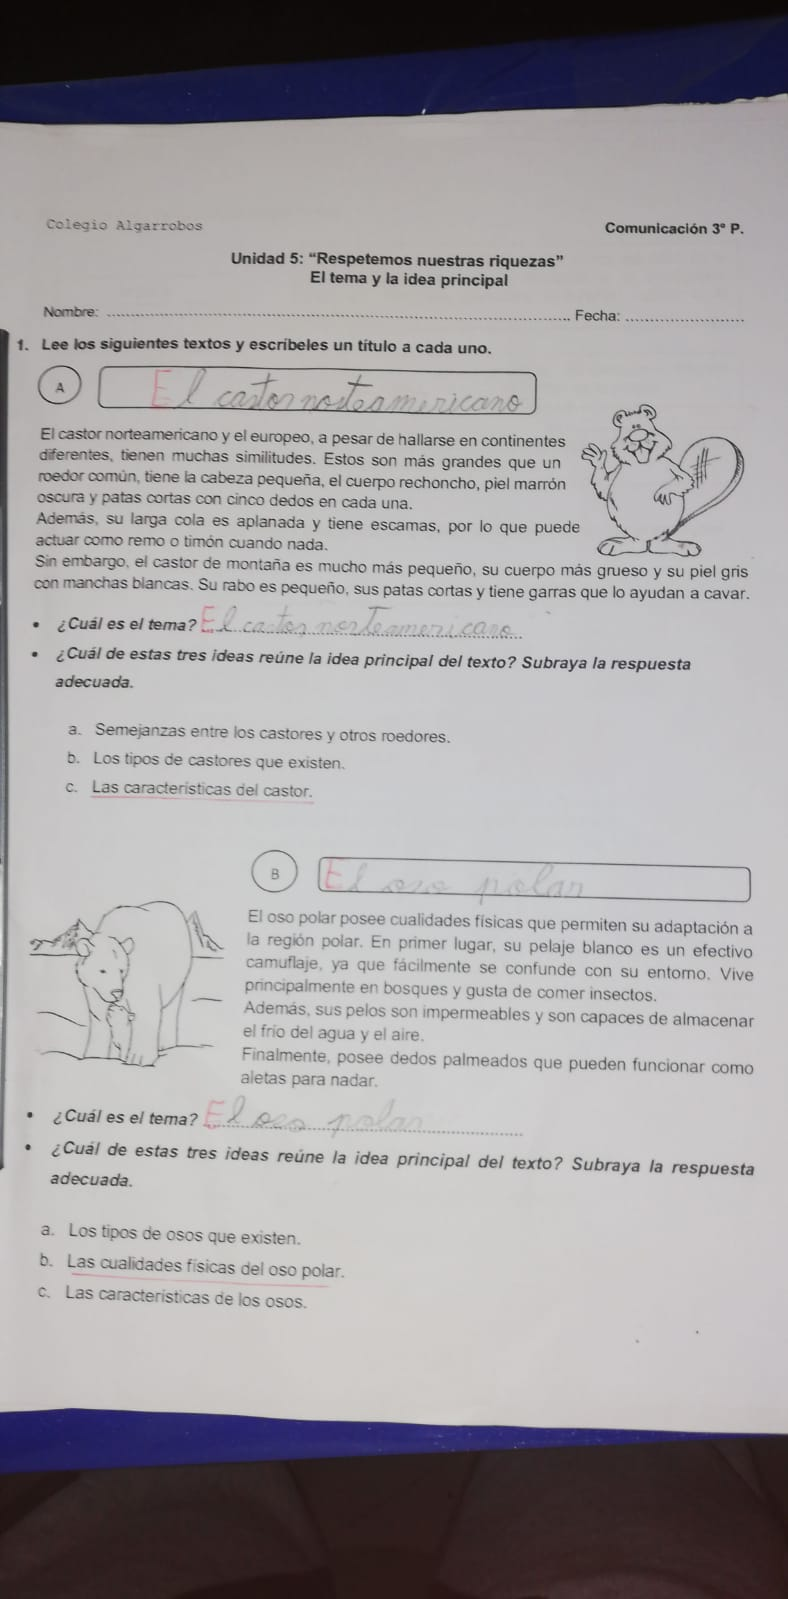 Colegio Algarrobos
Comunicación 3° P.
Unidad 5: “Respetemos nuestras riquezas”
El tema y la idea principal
Nombre: Fecha:
1. Lee los siguientes textos y escríbeles un título a cada uno.
A El castor norteamericano
El castor norteamericano y el europeo, a pesar de hallarse en continentes
diferentes, tienen muchas similitudes. Estos son más grandes que un
roedor común, tiene la cabeza pequeña, el cuerpo rechoncho, piel marrón
oscura y patas cortas con cinco dedos en cada una.
Además, su larga cola es aplanada y tiene escamas, por lo que puede
actuar como remo o timón cuando nada.
Sin embargo, el castor de montaña es mucho más pequeño, su cuerpo más grueso y su piel gris
con manchas blancas. Su rabo es pequeño, sus patas cortas y tiene garras que lo ayudan a cavar.
• ¿Cuál es el tema? El castor norteamericano
• ¿Cuál de estas tres ideas reúne la idea principal del texto? Subraya la respuesta
adecuada.
a. Semejanzas entre los castores y otros roedores.
b. Los tipos de castores que existen.
c. Las características del castor.
B El oso polar
El oso polar posee cualidades físicas que permiten su adaptación a
la región polar. En primer lugar, su pelaje blanco es un efectivo
camuflaje, ya que fácilmente se confunde con su entorno. Vive
principalmente en bosques y gusta de comer insectos.
Además, sus pelos son impermeables y son capaces de almacenar
el frío del agua y el aire.
Finalmente, posee dedos palmeados que pueden funcionar como
aletas para nadar.
• ¿Cuál es el tema? El oso polar
• ¿Cuál de estas tres ideas reúne la idea principal del texto? Subraya la respuesta
adecuada.
a. Los tipos de osos que existen.
b. Las cualidades físicas del oso polar.
c. Las características de los osos.